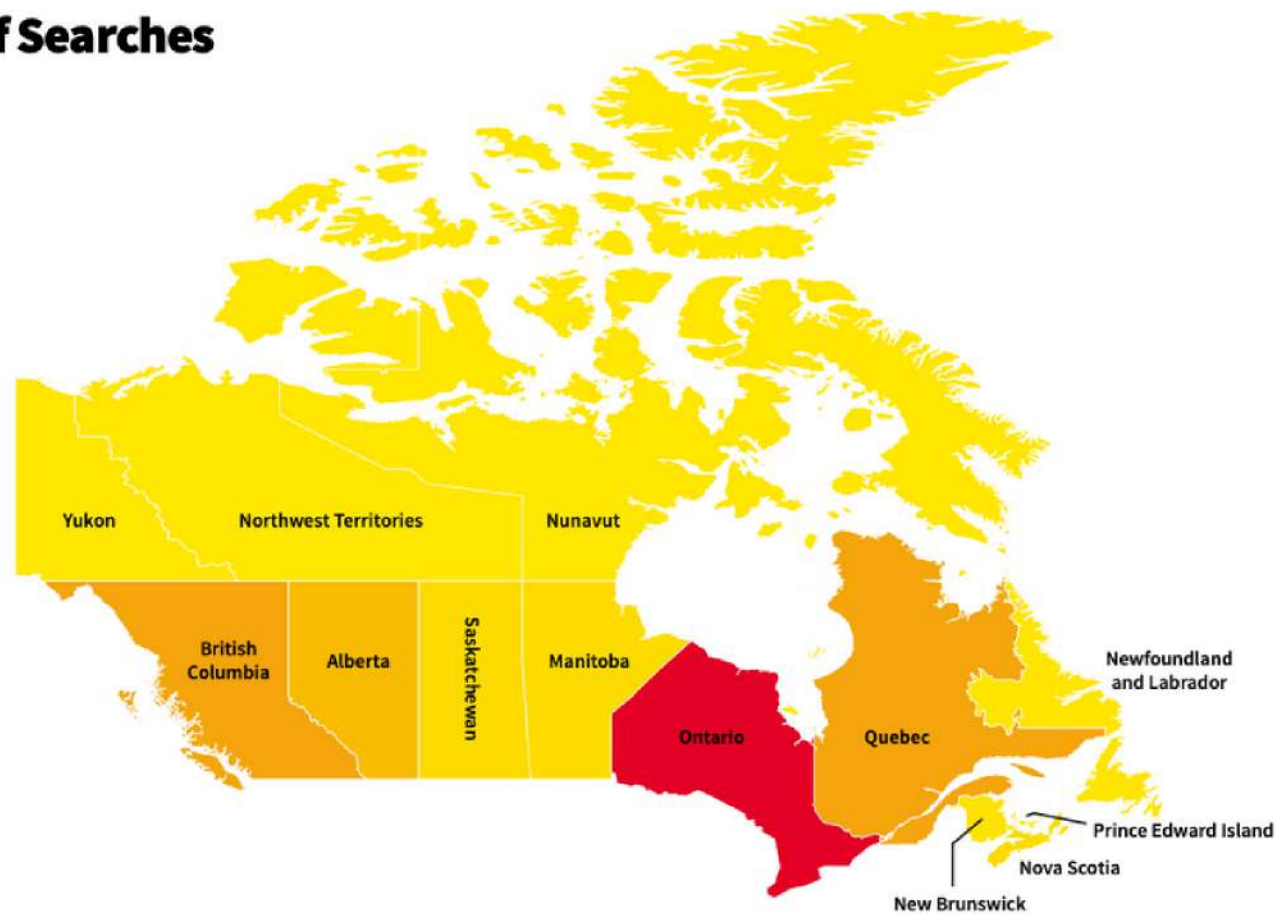 f Searches
Yukon
Northwest Territories
Nunavut
British
Columbia
Alberta
Saskatchewan
Manitoba
Ontario
Quebec
Newfoundland
and Labrador
Prince Edward Island
Nova Scotia
New Brunswick